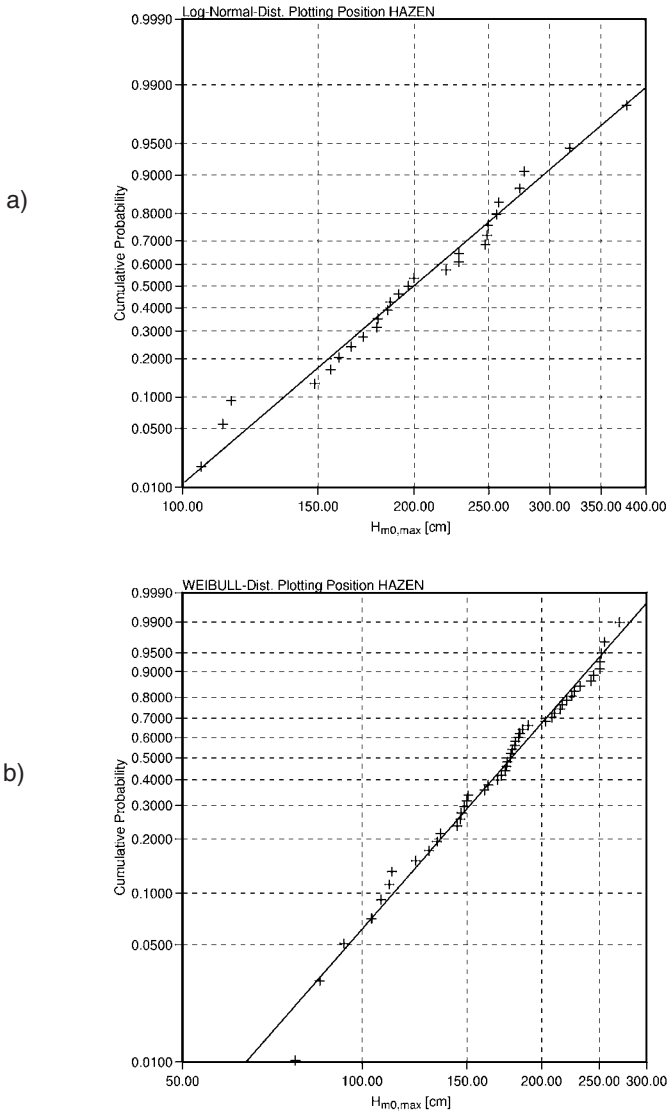 Log-Normal-Dist. Plotting Position HAZEN
0.9990
0.9900
0.9500
0.9000
0.8000
0.7000
0.6000
0.5000
0.4000
0.3000
0.2000
0.1000
0.0500
0.0100
Cumulative Probability
a)
100.00 150.00 200.00 250.00 300.00 350.00 400.00
Hm0,max [cm]
WEIBULL-Dist. Plotting Position HAZEN
0.9990
0.9900
0.9500
0.9000
0.8000
0.7000
0.6000
0.5000
0.4000
0.3000
0.2000
0.1000
0.0500
0.0100
Cumulative Probability
b)
50.00 100.00 150.00 200.00 250.00 300.00
Hm0,max [cm]